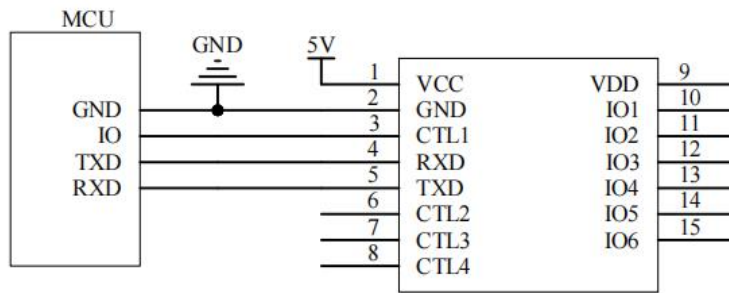 MCU
GND
5V
GND
IO
TXD
RXD
1 VCC
2 GND
3 CTL1
4 RXD
5 TXD
6 CTL2
7 CTL3
8 CTL4
VDD 9
IO1 10
IO2 11
IO3 12
IO4 13
IO5 14
IO6 15